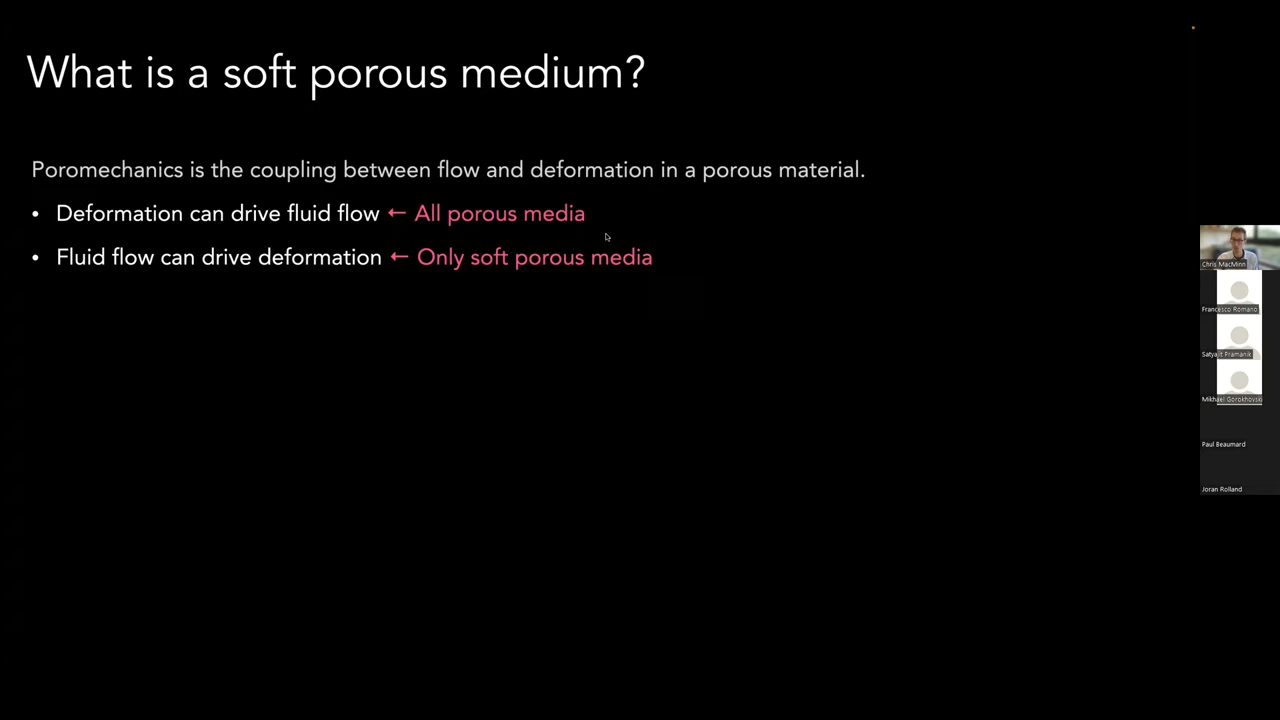 What is a soft porous medium?
Poromechanics is the coupling between flow and deformation in a porous material.
• Deformation can drive fluid flow ← All porous media
• Fluid flow can drive deformation ← Only soft porous media
Chris MacMinn
Francesco Romano
Satyajit Pramanik
Mikhael Gorokhovski
Paul Beaumard
Joran Rolland